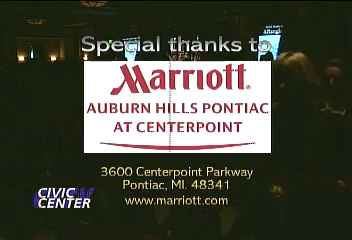 Special thanks to
Marriott
AUBURN HILLS PONTIAC
AT CENTERPOINT
3600 Centerpoint Parkway
Pontiac, MI. 48341
www.marriott.com
CIVIC
CENTER